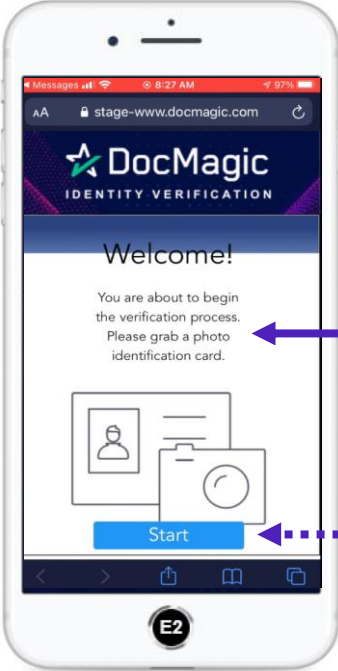 Messages 8:27 AM 97%
AA stage-www.docmagic.com
DocMagic
IDENTITY VERIFICATION
Welcome!
You are about to begin
the verification process.
Please grab a photo
identification card.
Start
E2